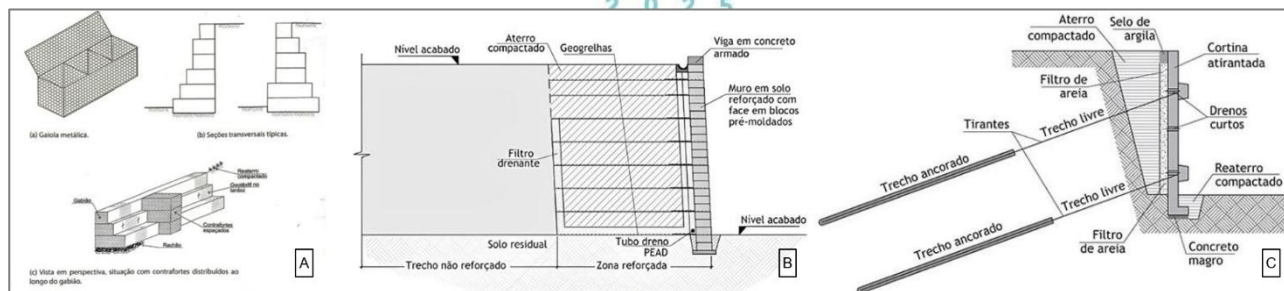 2 0 2 5
(a) Gaiola metálica.
(b) Seções transversais típicas.
Reaterro
compactado
Gabião
Contrafortes
espaçados
Rachão
(c) Vista em perspectiva, situação com contrafortes distribuídos ao
longo do gabião.
A
Nível acabado
Aterro
compactado
Geogrelhas
Viga em concreto
armado
Muro em solo
reforçado com
face em blocos
pré-moldados
Filtro
drenante
Nível acabado
Solo residual
Tubo dreno
PEAD
Trecho não reforçado
Zona reforçada
B
Aterro
compactado
Selo de
argila
Cortina
atirantada
Filtro
de areia
Drenos
curtos
Tirantes
Trecho livre
Trecho ancorado
Trecho livre
Reaterro
compactado
Trecho ancorado
Filtro
de areia
Concreto
magro
C